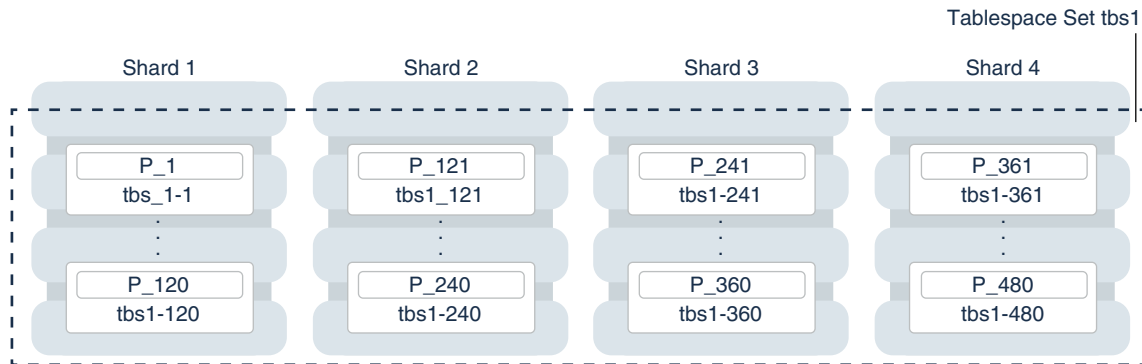 Tablespace Set tbs1
Shard 1
Shard 2
Shard 3
Shard 4
P_1
tbs_1-1
P_121
tbs1_121
P_241
tbs1-241
P_361
tbs1-361
P_120
tbs1-120
P_240
tbs1-240
P_360
tbs1-360
P_480
tbs1-480